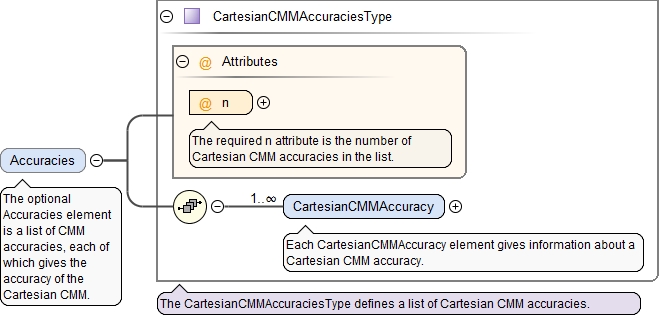 CartesianCMMAccuraciesType
@ Attributes
@ n
The required n attribute is the number of
Cartesian CMM accuracies in the list.
Accuracies
The optional
Accuracies element
is a list of CMM
accuracies, each of
which gives the
accuracy of the
Cartesian CMM.
1..∞
CartesianCMMAccuracy
Each CartesianCMMAccuracy element gives information about a
Cartesian CMM accuracy.
The CartesianCMMAccuraciesType defines a list of Cartesian CMM accuracies.